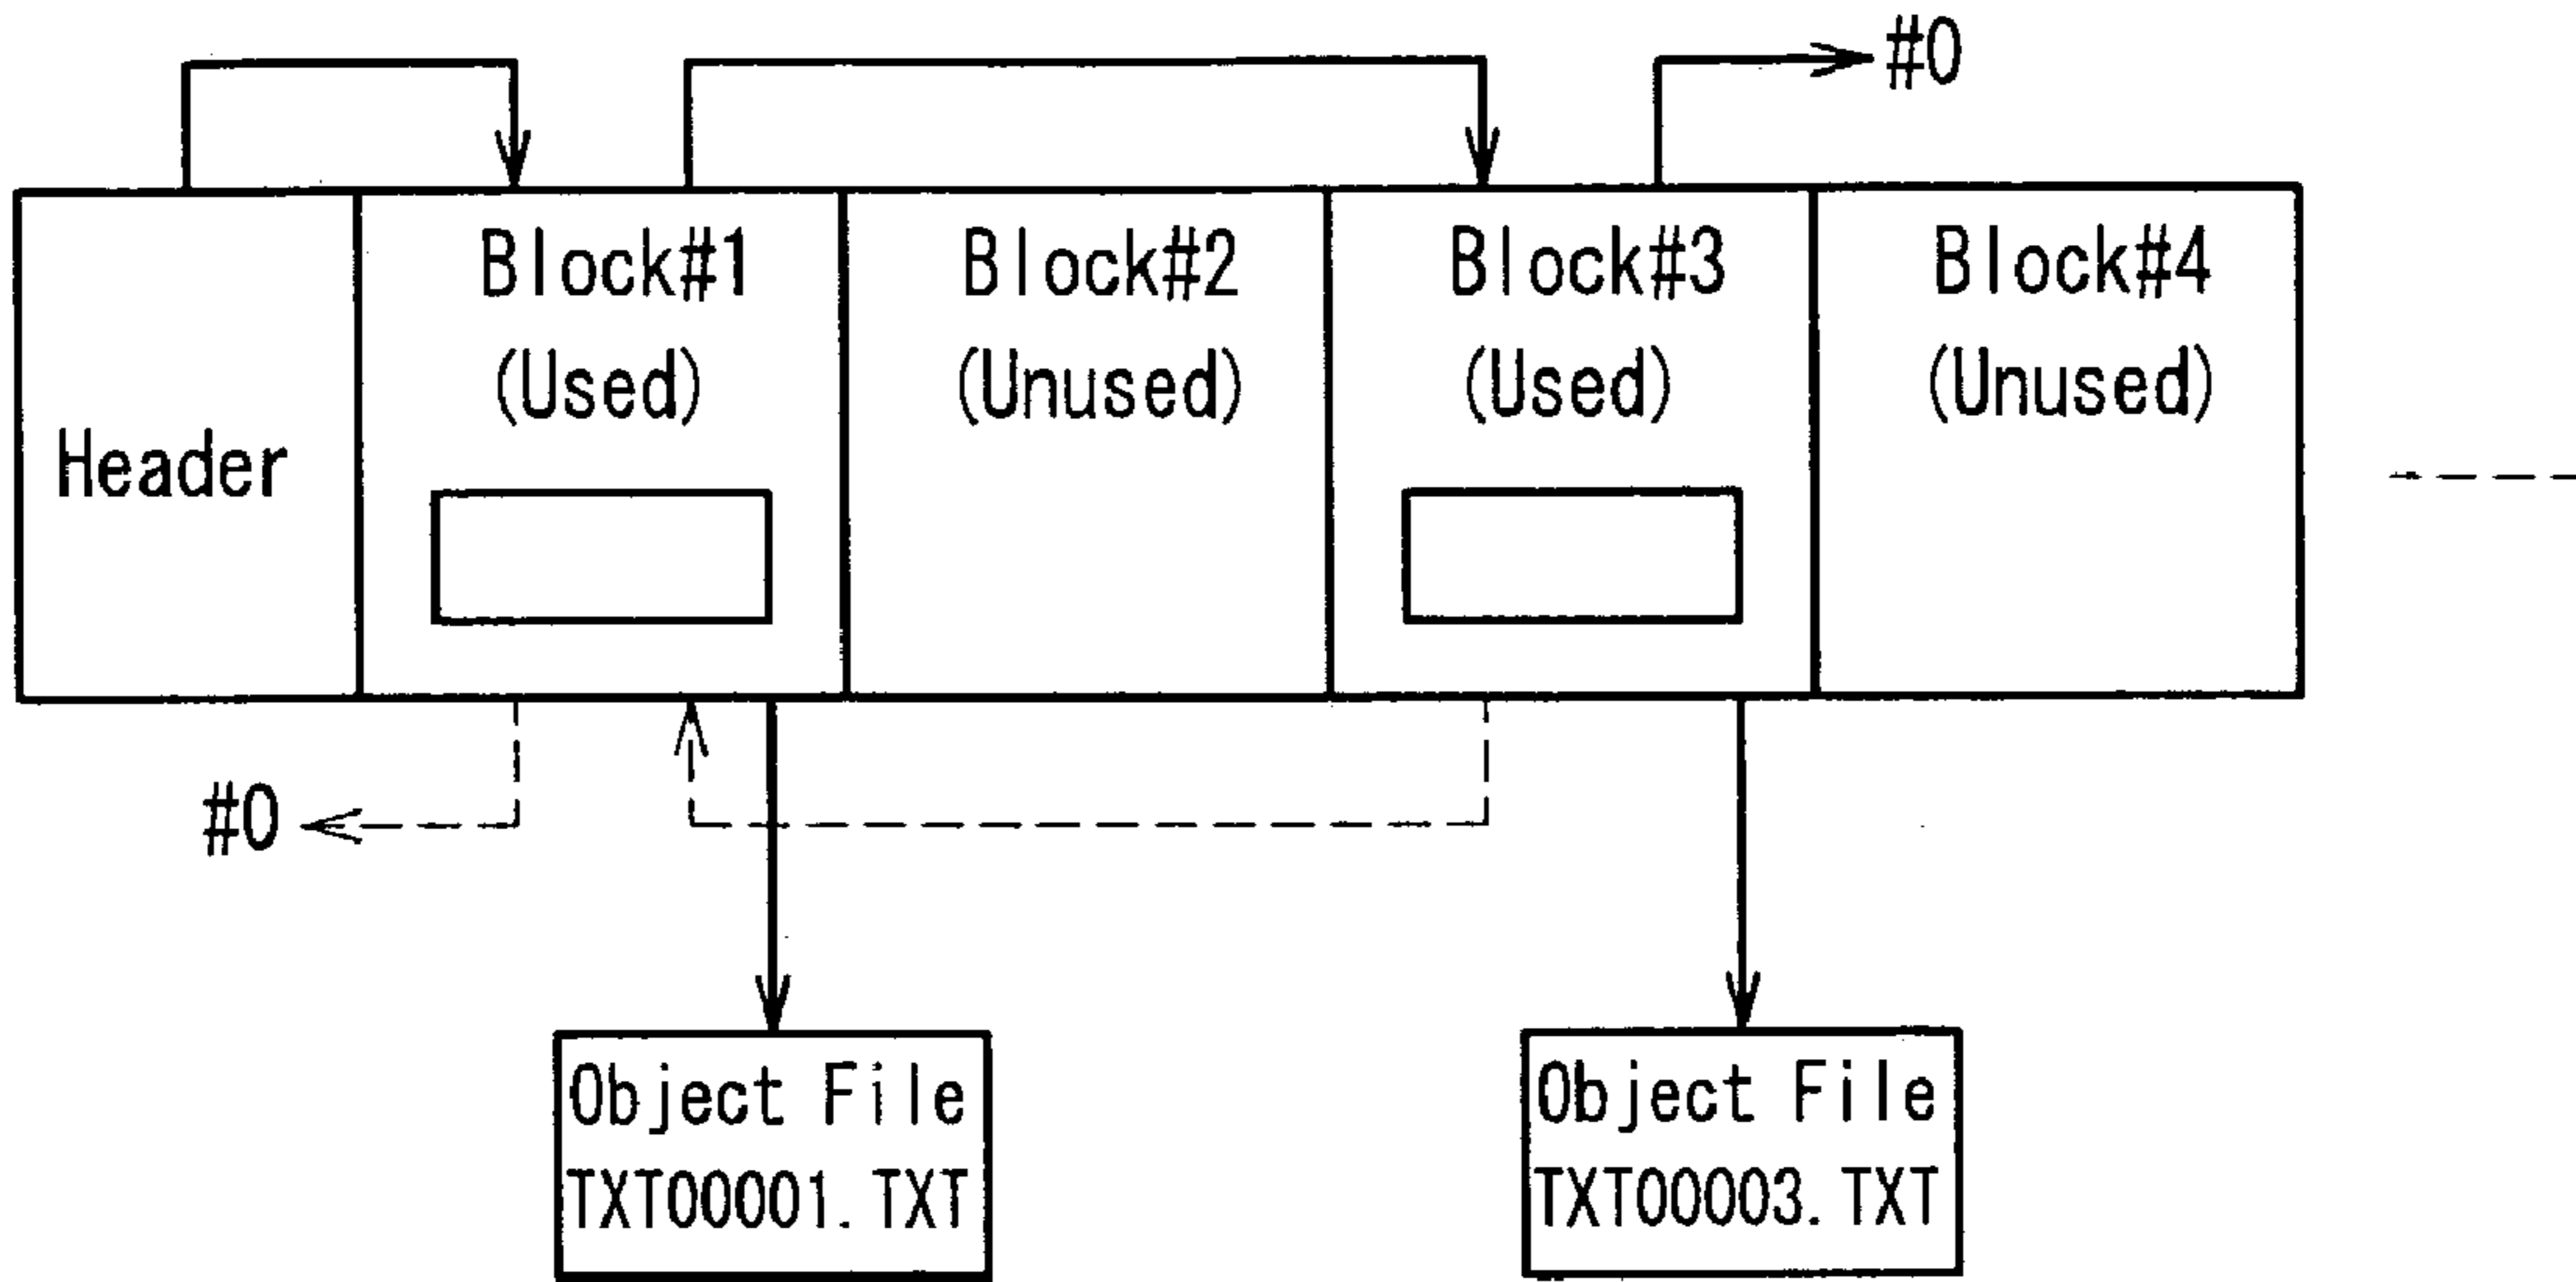 #0
Header
Block#1
(Used)
Block#2
(Unused)
Block#3
(Used)
Block#4
(Unused)
#0
Object File
TXT00001.TXT
Object File
TXT00003.TXT